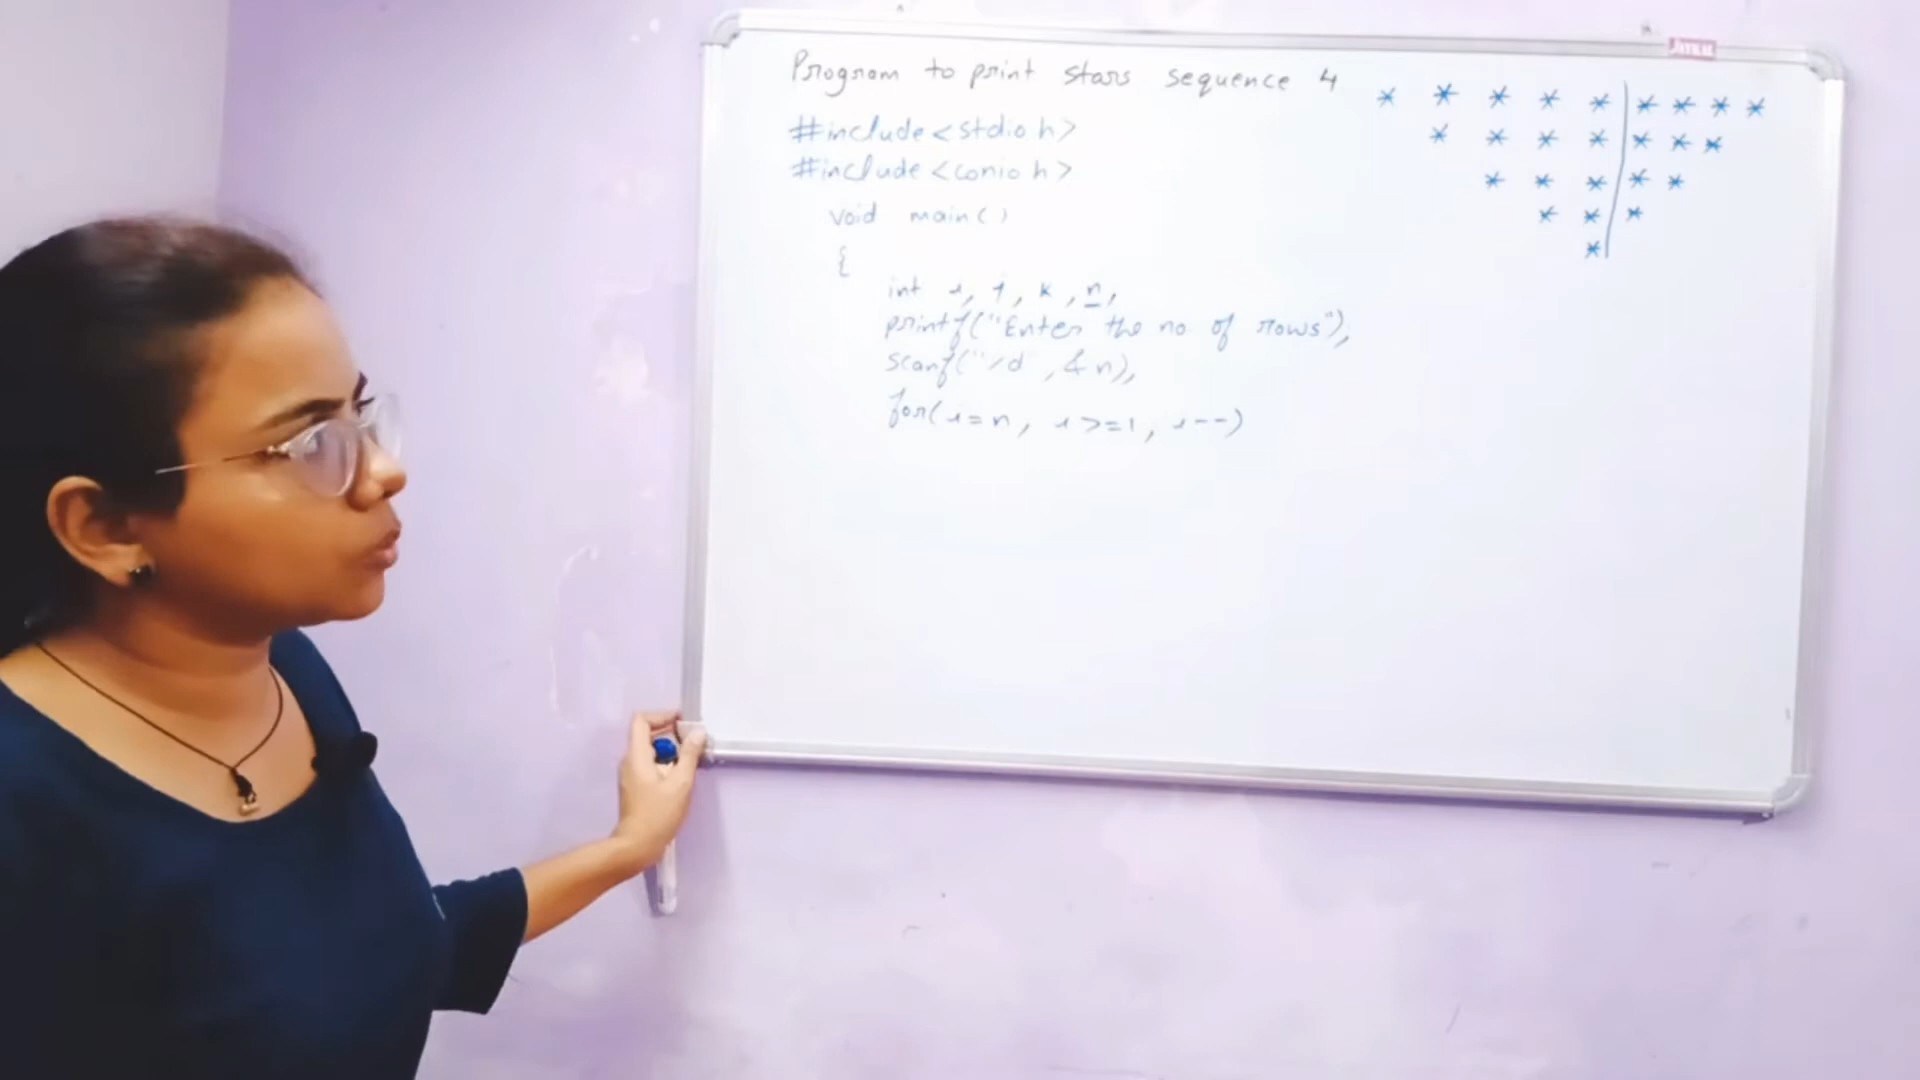 Program to print stars sequence 4
* * * * * | * * * *
* * * * | * * *
* * * | * *
* * | *
* |
#include<stdio h>
#include<conio h>
void main()
{
int i, j, k, n,
printf("Enter the no. of rows"),
scanf("%d ,&n),
for(i=n, i>=1, i--)